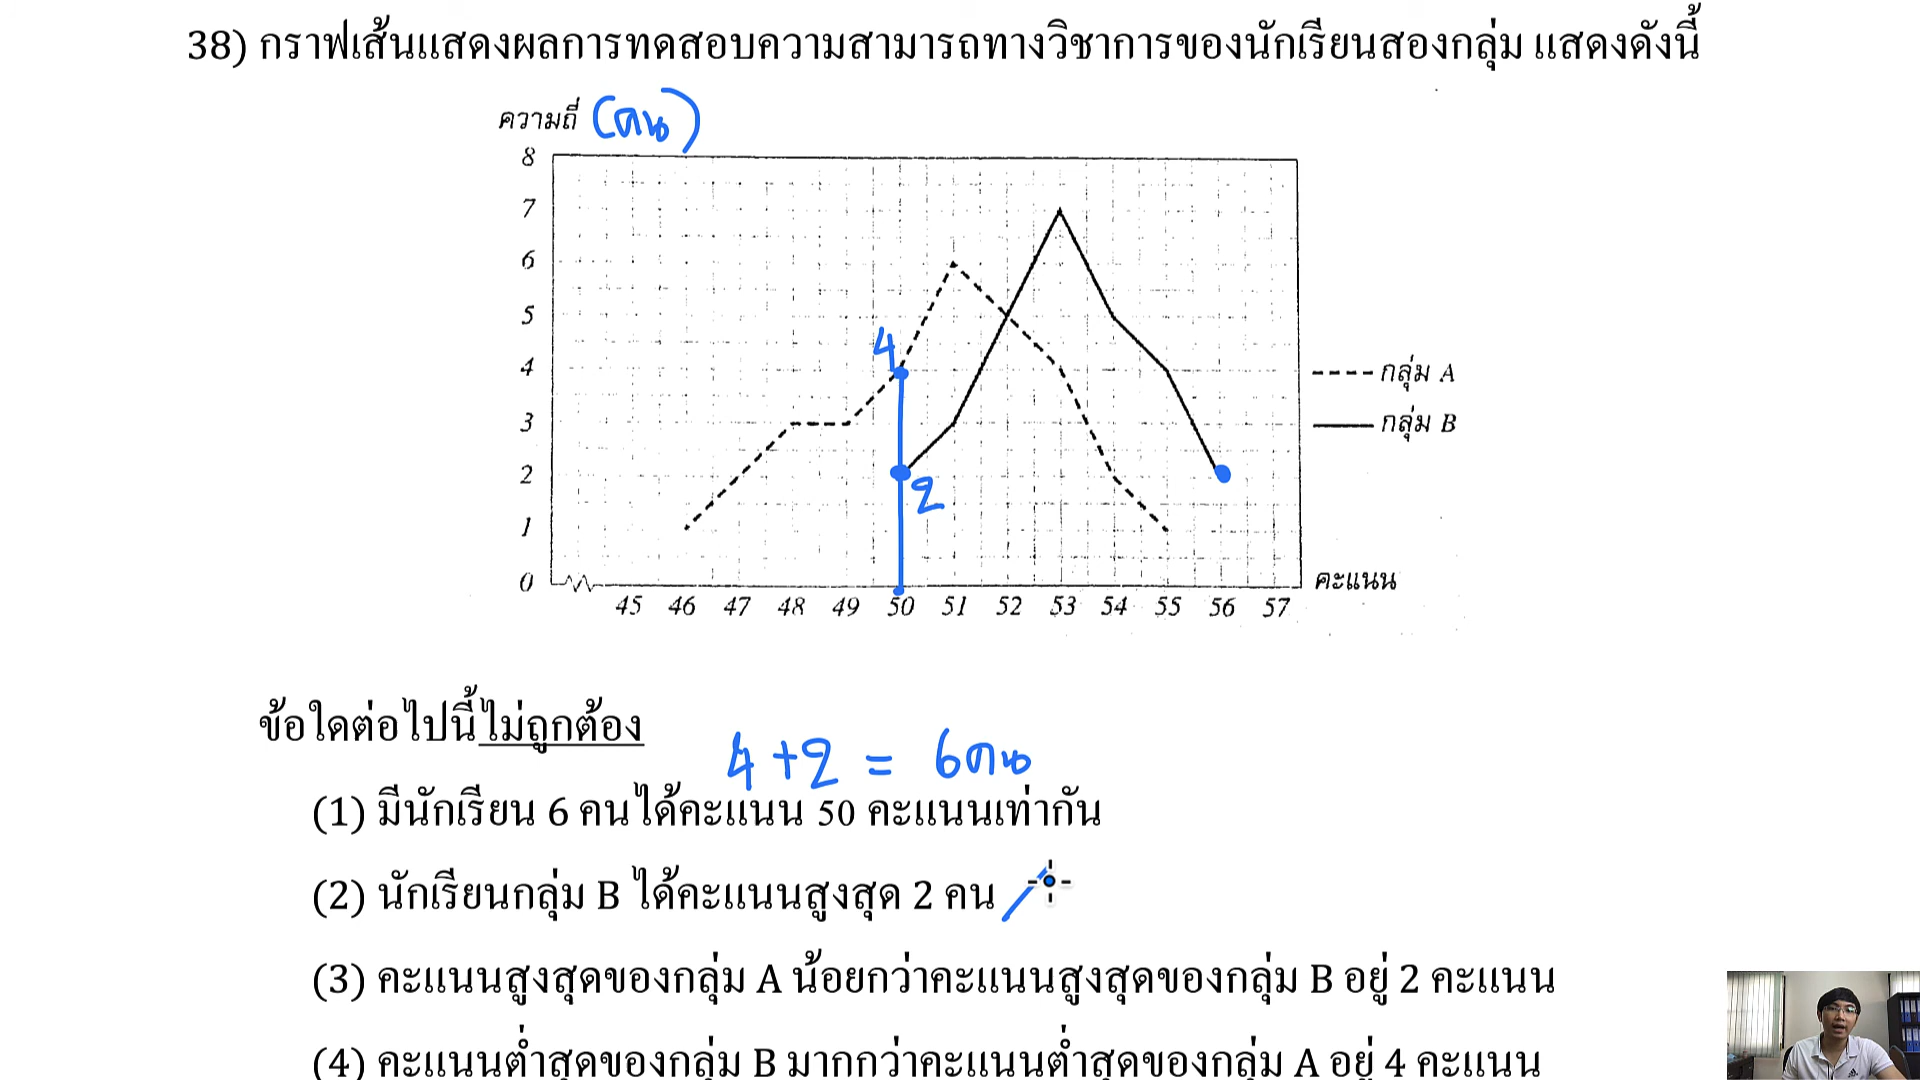 38) กราฟเส้นแสดงผลการทดสอบความสามารถทางวิชาการของนักเรียนสองกลุ่ม แสดงดังนี้
ความถี่ (คน)
8
7
6
5
4
3
2
1
0
4
2
45 46 47 48 49 50 51 52 53 54 55 56 57
คะแนน
กลุ่ม A
กลุ่ม B
ข้อใดต่อไปนี้ไม่ถูกต้อง
4+2 = 6คน
(1) มีนักเรียน 6 คนได้คะแนน 50 คะแนนเท่ากัน
(2) นักเรียนกลุ่ม B ได้คะแนนสูงสุด 2 คน
(3) คะแนนสูงสุดของกลุ่ม A น้อยกว่าคะแนนสูงสุดของกลุ่ม B อยู่ 2 คะแนน
(4) คะแนนต่ำสุดของกลุ่ม B มากกว่าคะแนนต่ำสุดของกลุ่ม A อยู่ 4 คะแนน